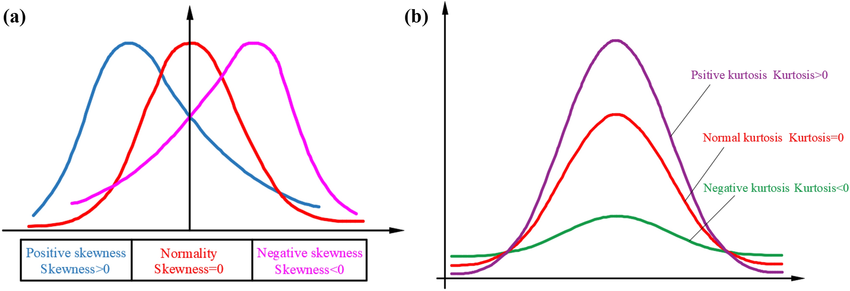 (a)
Positive skewness
Skewness>0
Normality
Skewness=0
Negative skewness
Skewness<0
(b)
Psitive kurtosis Kurtosis>0
Normal kurtosis Kurtosis=0
Negative kurtosis Kurtosis<0